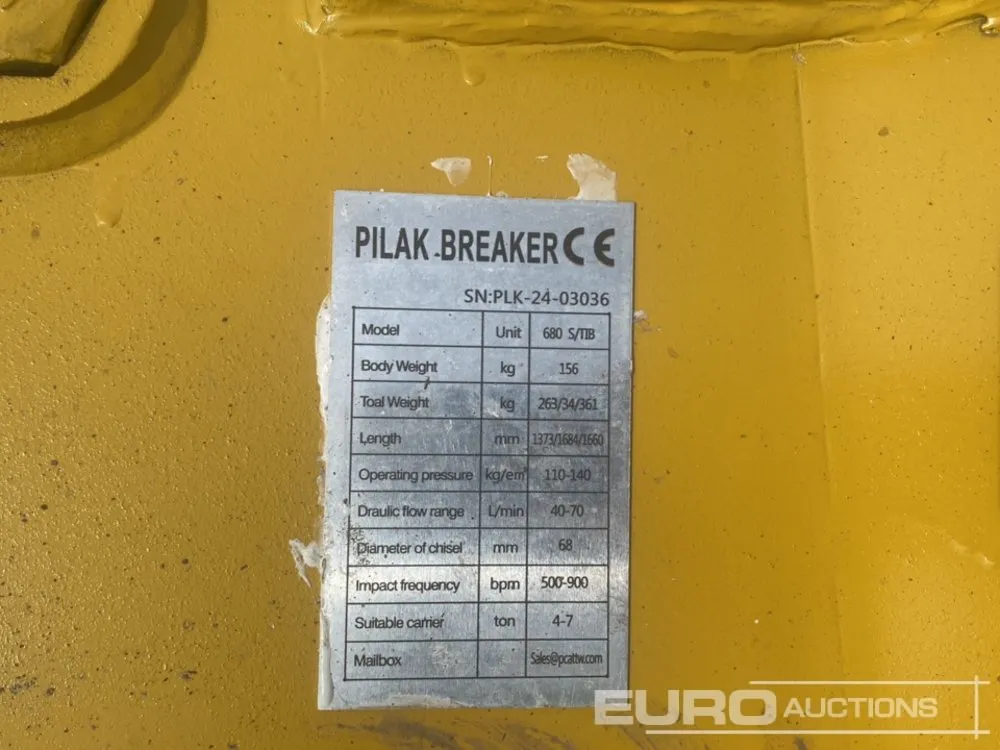 PILAK BREAKER CE
SN:PLK-24-03036
Model Unit 680 S/TIB
Body Weight kg 156
Toal Weight kg 263/34/361
Length mm 1373/1684/1660
Operating pressure kg/em² 110-140
Draulic flow range L/min 40-70
Diameter of chisel mm 68
Impact frequency bpm 500-900
Suitable carrier ton 4-7
Mailbox Sales@pcattw.com
EURO AUCTIONS